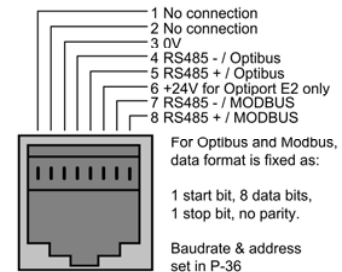 1 No connection
2 No connection
3 0V
4 RS485 - / Optibus
5 RS485 + / Optibus
6 +24V for Optiport E2 only
7 RS485 - / MODBUS
8 RS485 + / MODBUS
For Optibus and Modbus,
data format is fixed as:
1 start bit, 8 data bits,
1 stop bit, no parity.
Baudrate & address
set in P-36